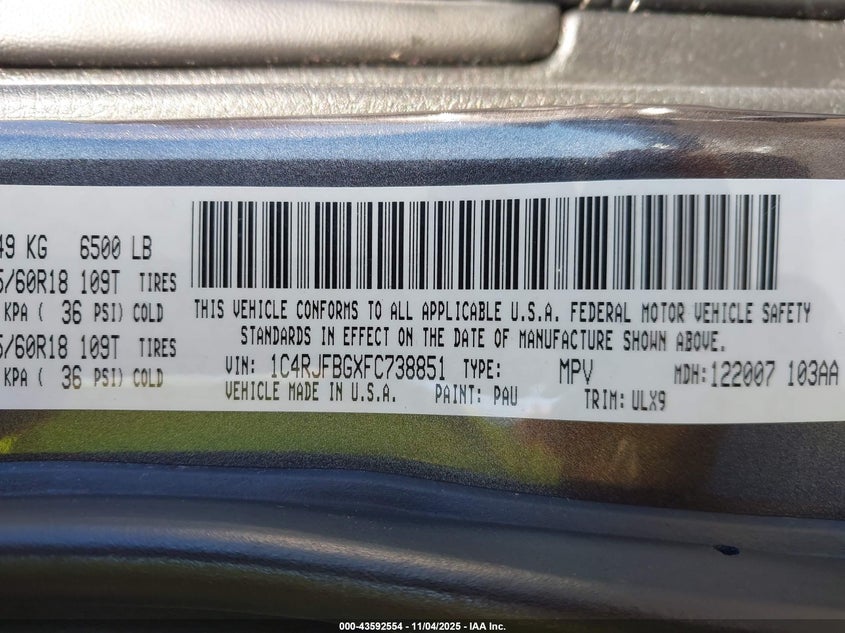 49 KG 6500 LB
5/60R18 109T TIRES
KPA ( 36 PSI) COLD
5/60R18 109T TIRES
KPA ( 36 PSI) COLD
THIS VEHICLE CONFORMS TO ALL APPLICABLE U.S.A. FEDERAL MOTOR VEHICLE SAFETY
STANDARDS IN EFFECT ON THE DATE OF MANUFACTURE SHOWN ABOVE.
VIN: 1C4RJFBGXFC738851 TYPE: MPV MDH:122007 103AA
VEHICLE MADE IN U.S.A. PAINT: PAU TRIM: ULX9
000-43592554 - 11/04/2025 - IAA Inc.